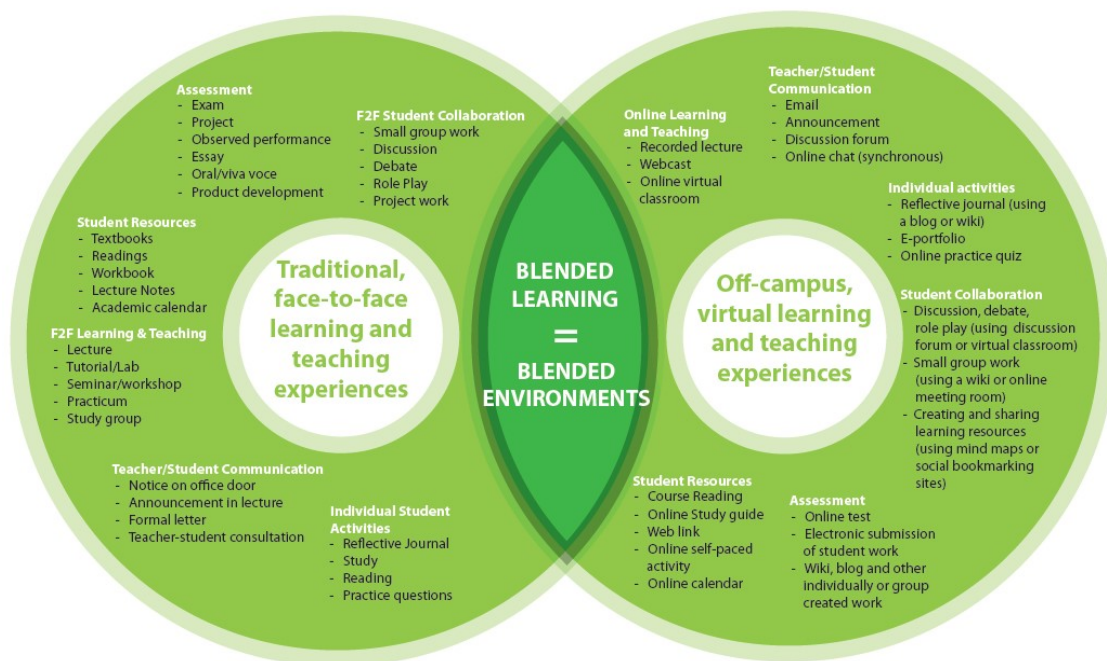 Assessment
- Exam
- Project
- Observed performance
- Essay
- Oral/viva voce
- Product development
F2F Student Collaboration
- Small group work
- Discussion
- Debate
- Role Play
- Project work
Student Resources
- Textbooks
- Readings
- Workbook
- Lecture Notes
- Academic calendar
F2F Learning & Teaching
- Lecture
- Tutorial/Lab
- Seminar/workshop
- Practicum
- Study group
Traditional,
face-to-face
learning and
teaching
experiences
Teacher/Student Communication
- Notice on office door
- Announcement in lecture
- Formal letter
- Teacher-student consultation
Individual Student
Activities
- Reflective Journal
- Study
- Reading
- Practice questions
BLENDED
LEARNING
=
BLENDED
ENVIRONMENTS
Online Learning
and Teaching
- Recorded lecture
- Webcast
- Online virtual
classroom
Teacher/Student
Communication
- Email
- Announcement
- Discussion forum
- Online chat (synchronous)
Individual activities
- Reflective journal (using
a blog or wiki)
- E-portfolio
- Online practice quiz
Off-campus,
virtual learning
and teaching
experiences
Student Collaboration
- Discussion, debate,
role play (using discussion
forum or virtual classroom)
- Small group work
(using a wiki or online
meeting room)
- Creating and sharing
learning resources
(using mind maps or
social bookmarking
sites)
Student Resources
- Course Reading
- Online Study guide
- Web link
- Online self-paced
activity
- Online calendar
Assessment
- Online test
- Electronic submission
of student work
- Wiki, blog and other
individually or group
created work